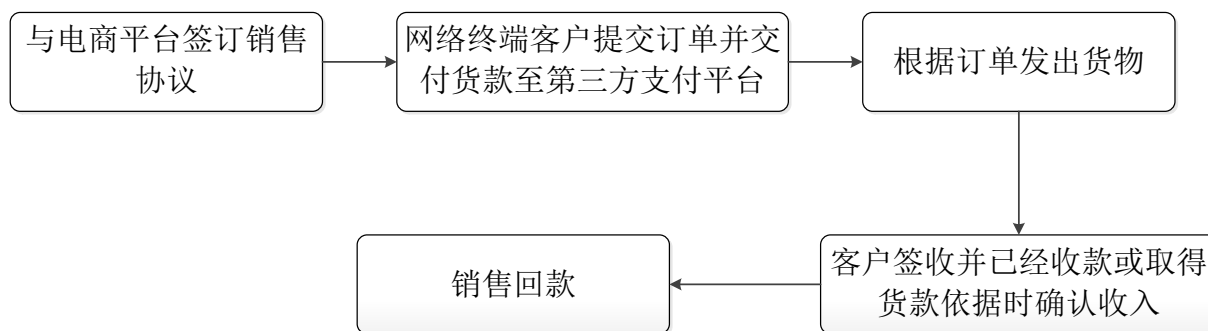 与电商平台签订销售
协议
网络终端客户提交订单并交
付货款至第三方支付平台
根据订单发出货物
客户签收并已经收款或取得
货款依据时确认收入
销售回款